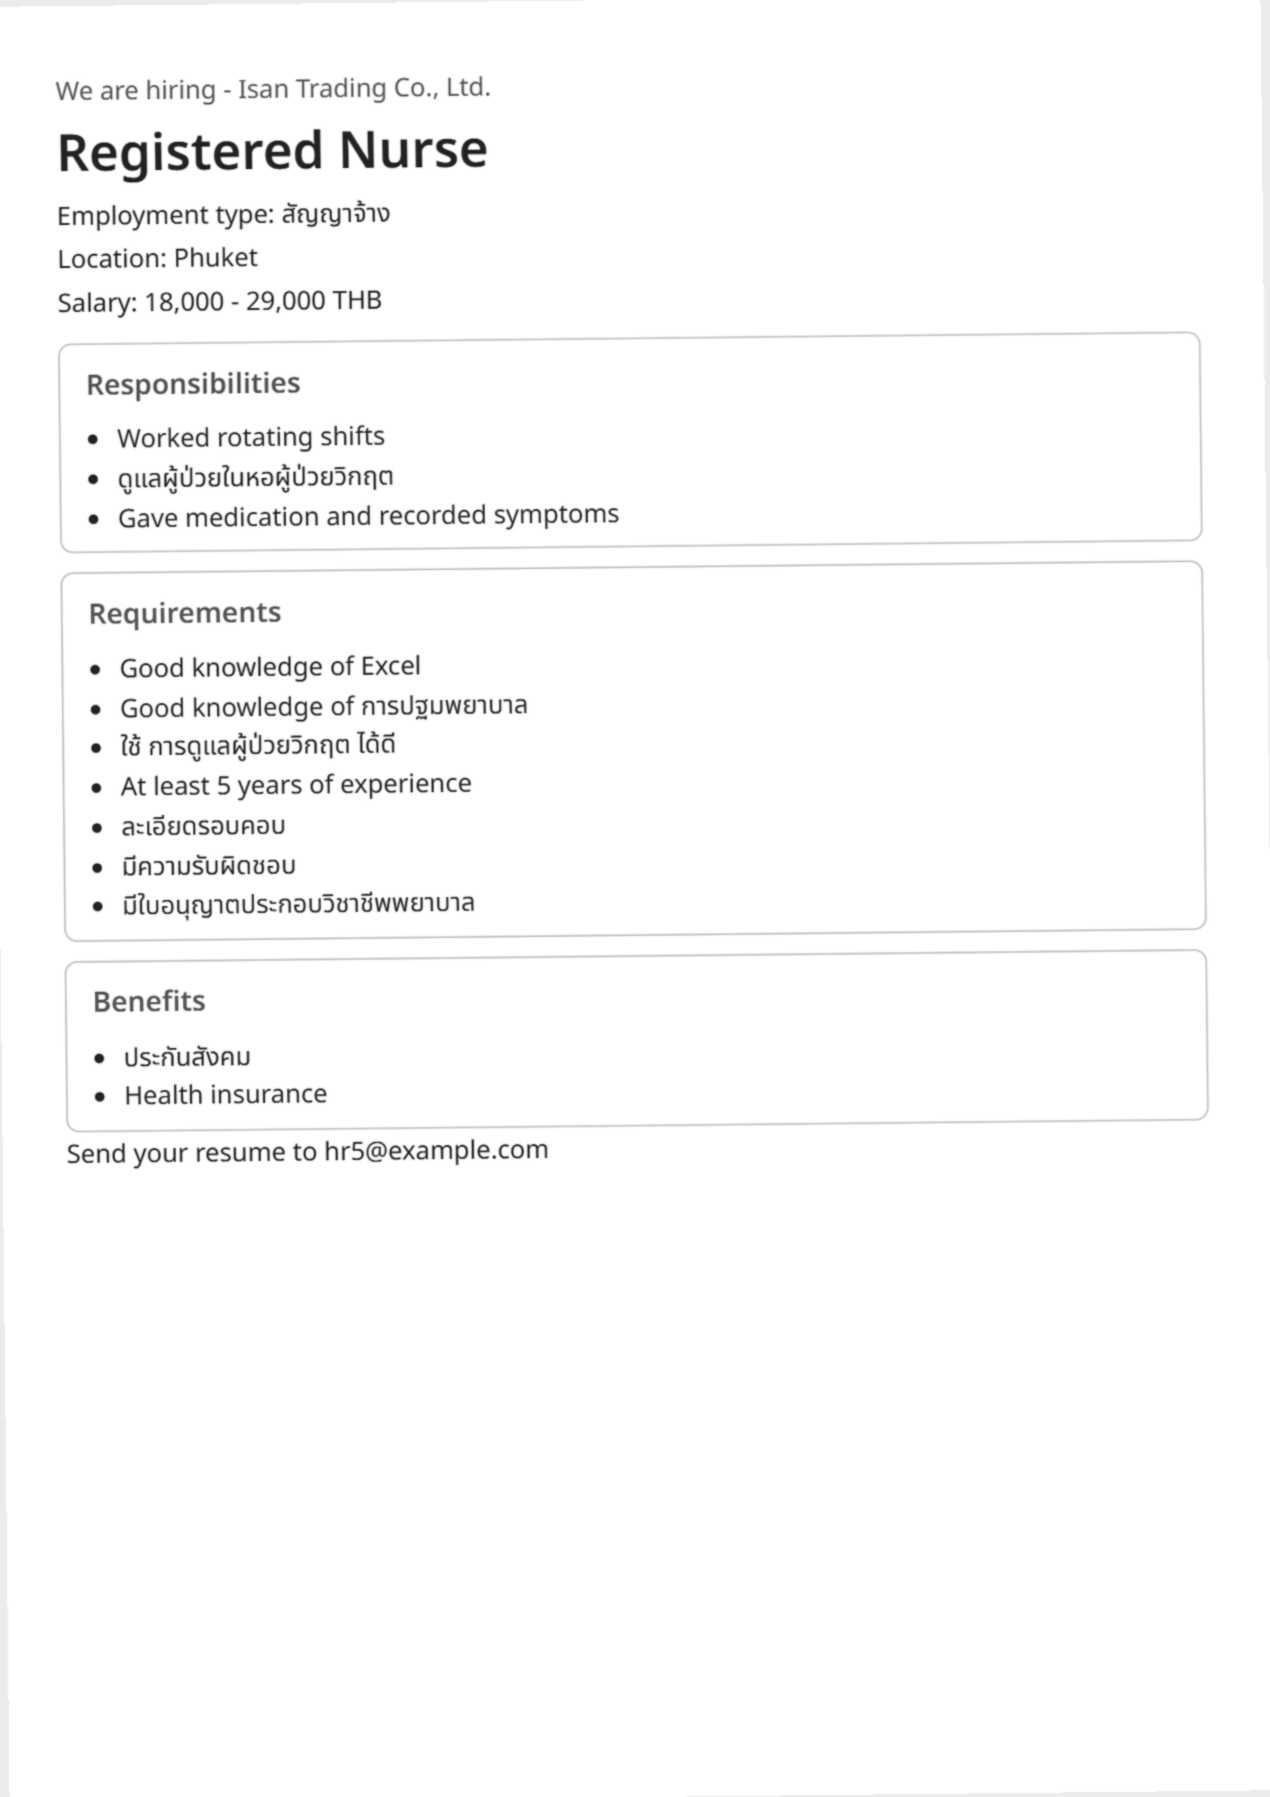 We are hiring - Isan Trading Co., Ltd.
Registered Nurse
Employment type: สัญญาจ้าง
Location: Phuket
Salary: 18,000 - 29,000 THB
Responsibilities
• Worked rotating shifts
• ดูแลผู้ป่วยในหอผู้ป่วยวิกฤต
• Gave medication and recorded symptoms
Requirements
• Good knowledge of Excel
• Good knowledge of การปฐมพยาบาล
• ใช้ การดูแลผู้ป่วยวิกฤต ได้ดี
• At least 5 years of experience
• ละเอียดรอบคอบ
• มีความรับผิดชอบ
• มีใบอนุญาตประกอบวิชาชีพพยาบาล
Benefits
• ประกันสังคม
• Health insurance
Send your resume to hr5@example.com